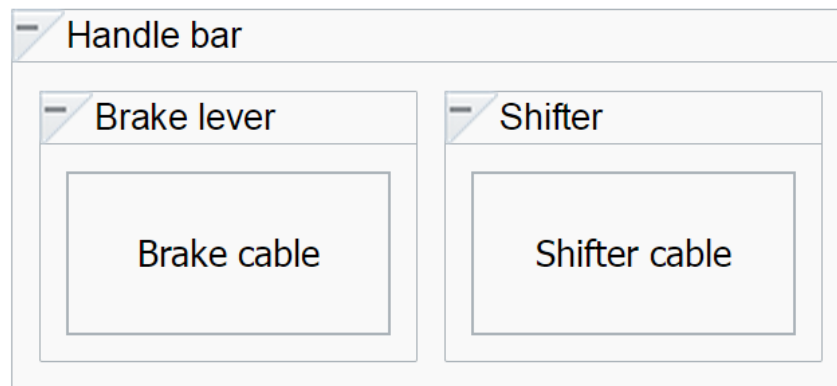 Handle bar
Brake lever
Shifter
Brake cable
Shifter cable